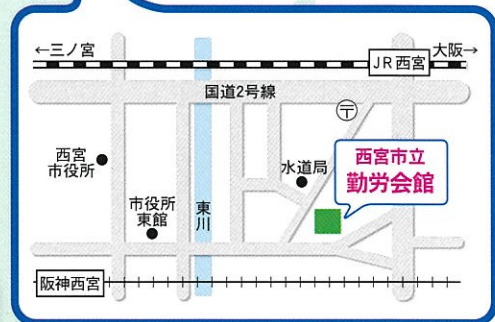 ←三ノ宮
大阪→
JR西宮
国道2号線
〒
西宮
市役所
水道局
西宮市立
勤労会館
市役所
東館
東川
阪神西宮